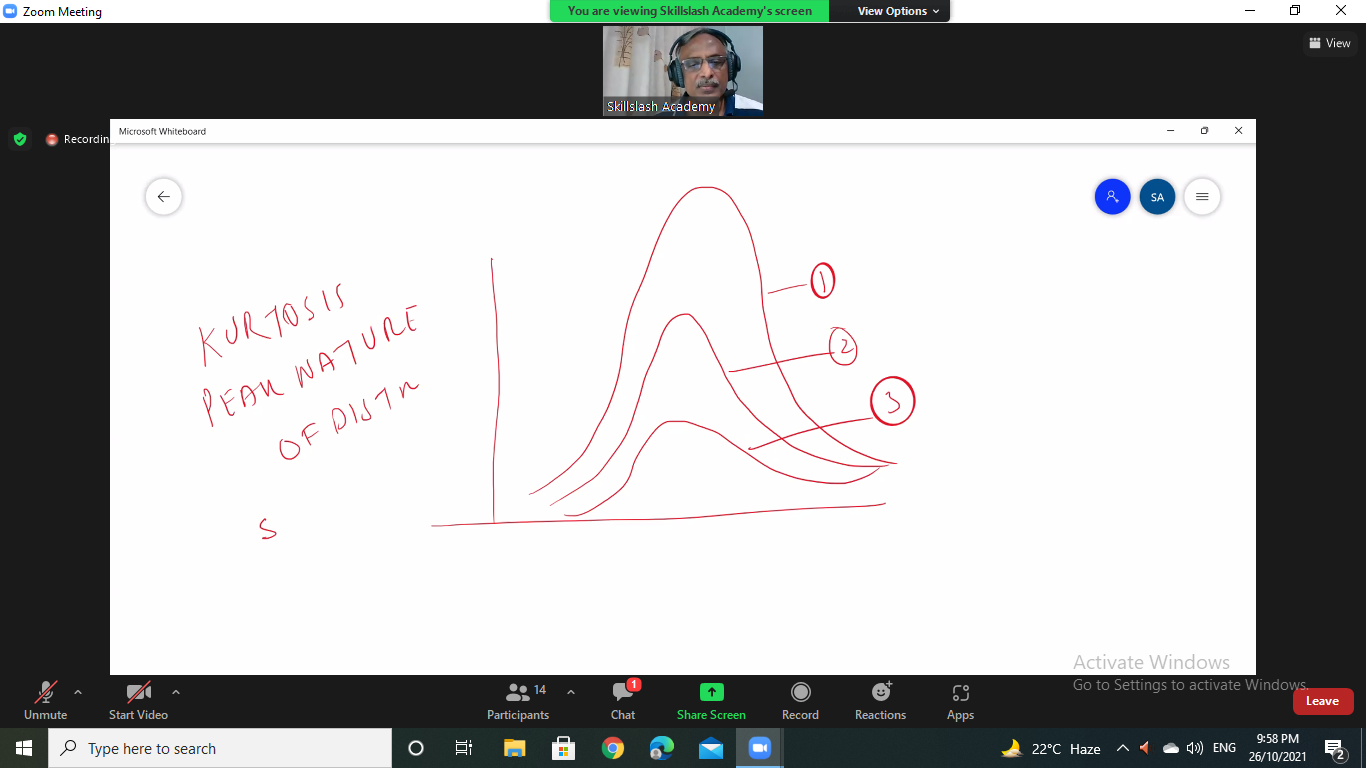 Zoom Meeting
You are viewing Skillslash Academy's screen
View Options
View
Skillslash Academy
Recording
Microsoft Whiteboard
SA
KURTOSIS
PEAK NATURE
OF DISTN
S
1
2
3
Activate Windows
Go to Settings to activate Windows.
Unmute
Start Video
Participants
14
Chat
1
Share Screen
Record
Reactions
Apps
Leave
Type here to search
22°C Haze
ENG
9:58 PM
26/10/2021
2